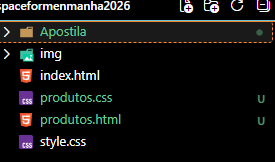 spaceformenmanha2026
Apostila
img
index.html
produtos.css U
produtos.html U
style.css